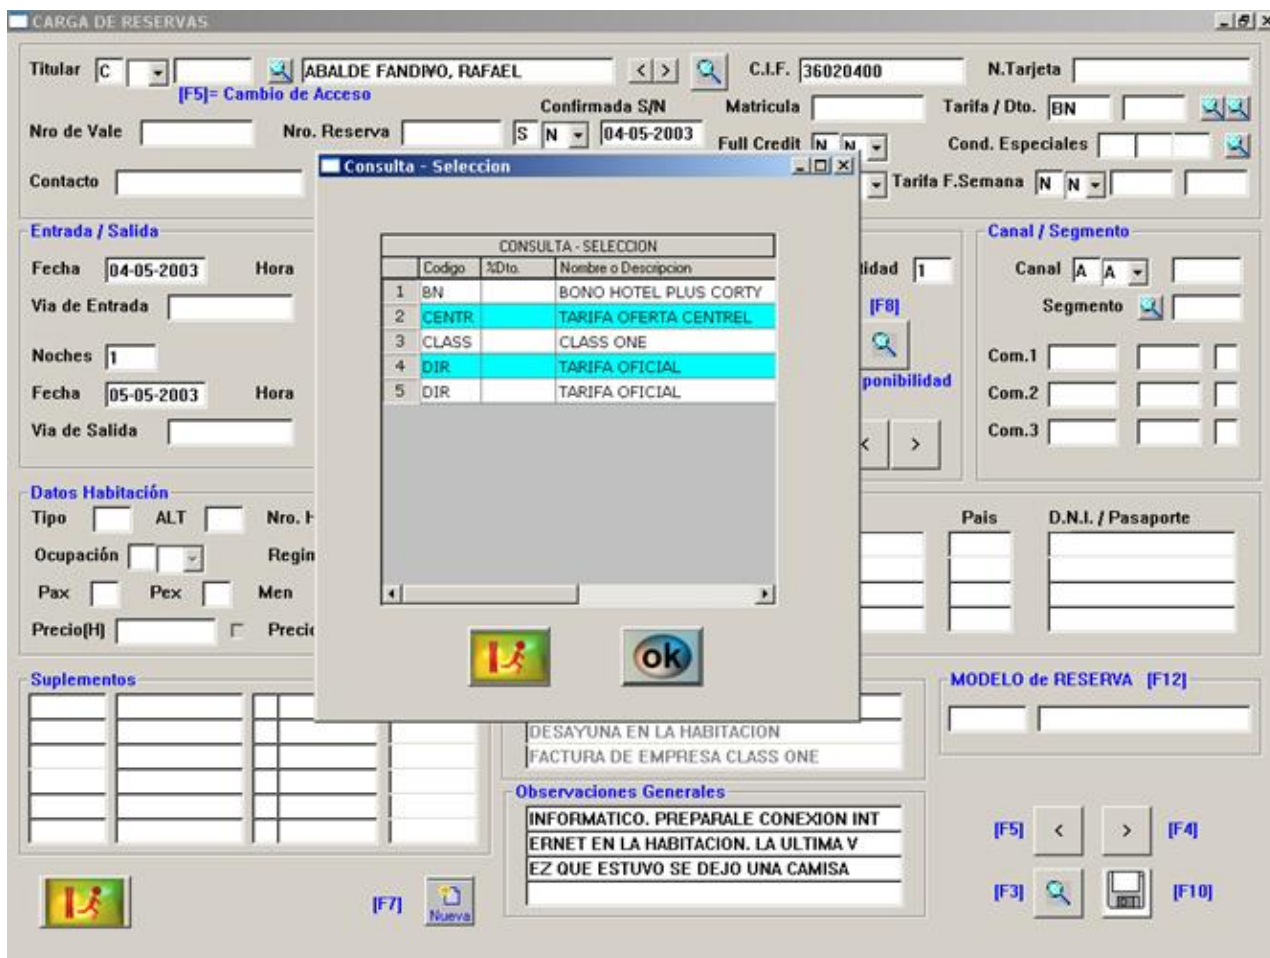 CARGA DE RESERVAS
Titular C ABALDE FANDIVO, RAFAEL < > C.I.F. 36020400 N.Tarjeta
[F5]= Cambio de Acceso
Confirmada S/N Matricula Tarifa / Dto. BN
Nro de Vale Nro. Reserva S N 04-05-2003 Full Credit N N Cond. Especiales
Contacto Tarifa F.Semana N N
Consulta - Seleccion
Entrada / Salida
Fecha 04-05-2003 Hora
Via de Entrada
Noches 1
Fecha 05-05-2003 Hora
Via de Salida
CONSULTA - SELECCION
Codigo %Dto. Nombre o Descripcion
1 BN BONO HOTEL PLUS CORTY
2 CENTR TARIFA OFERTA CENTREL
3 CLASS CLASS ONE
4 DIR TARIFA OFICIAL
5 DIR TARIFA OFICIAL
ok
idad 1
[F8]
ponibilidad
< >
Canal / Segmento
Canal A A
Segmento
Com.1
Com.2
Com.3
Datos Habitación
Tipo ALT Nro. H
Ocupación Regin
Pax Pex Men
Precio(H) Precio
Pais D.N.I. / Pasaporte
Suplementos
DESAYUNA EN LA HABITACION
FACTURA DE EMPRESA CLASS ONE
MODELO de RESERVA [F12]
Observaciones Generales
INFORMATICO. PREPARALE CONEXION INT
ERNET EN LA HABITACION. LA ULTIMA V
EZ QUE ESTUVO SE DEJO UNA CAMISA
[F7] Nueva
[F5] < > [F4]
[F3] [F10]